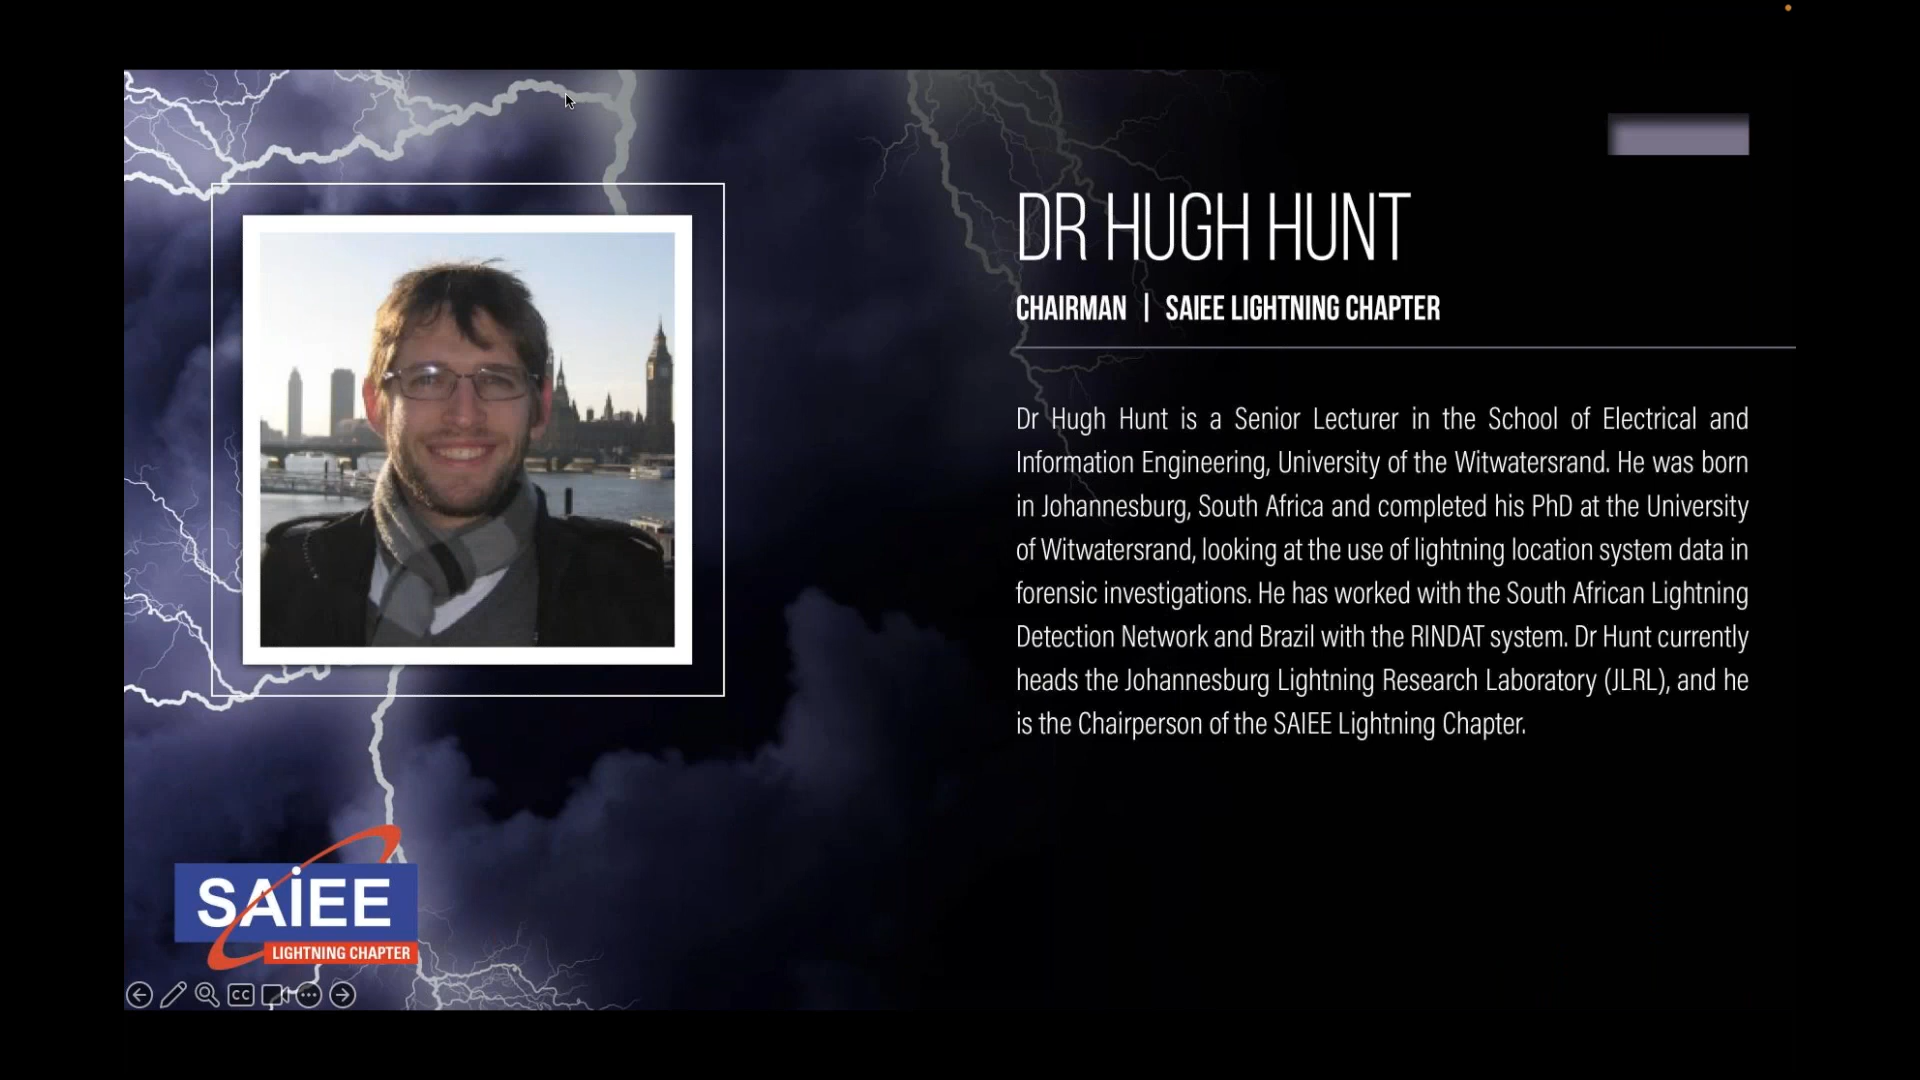 DR HUGH HUNT
CHAIRMAN | SAIEE LIGHTNING CHAPTER
Dr Hugh Hunt is a Senior Lecturer in the School of Electrical and
Information Engineering, University of the Witwatersrand. He was born
in Johannesburg, South Africa and completed his PhD at the University
of Witwatersrand, looking at the use of lightning location system data in
forensic investigations. He has worked with the South African Lightning
Detection Network and Brazil with the RINDAT system. Dr Hunt currently
heads the Johannesburg Lightning Research Laboratory (JLRL), and he
is the Chairperson of the SAIEE Lightning Chapter.
SAiEE
LIGHTNING CHAPTER
CC